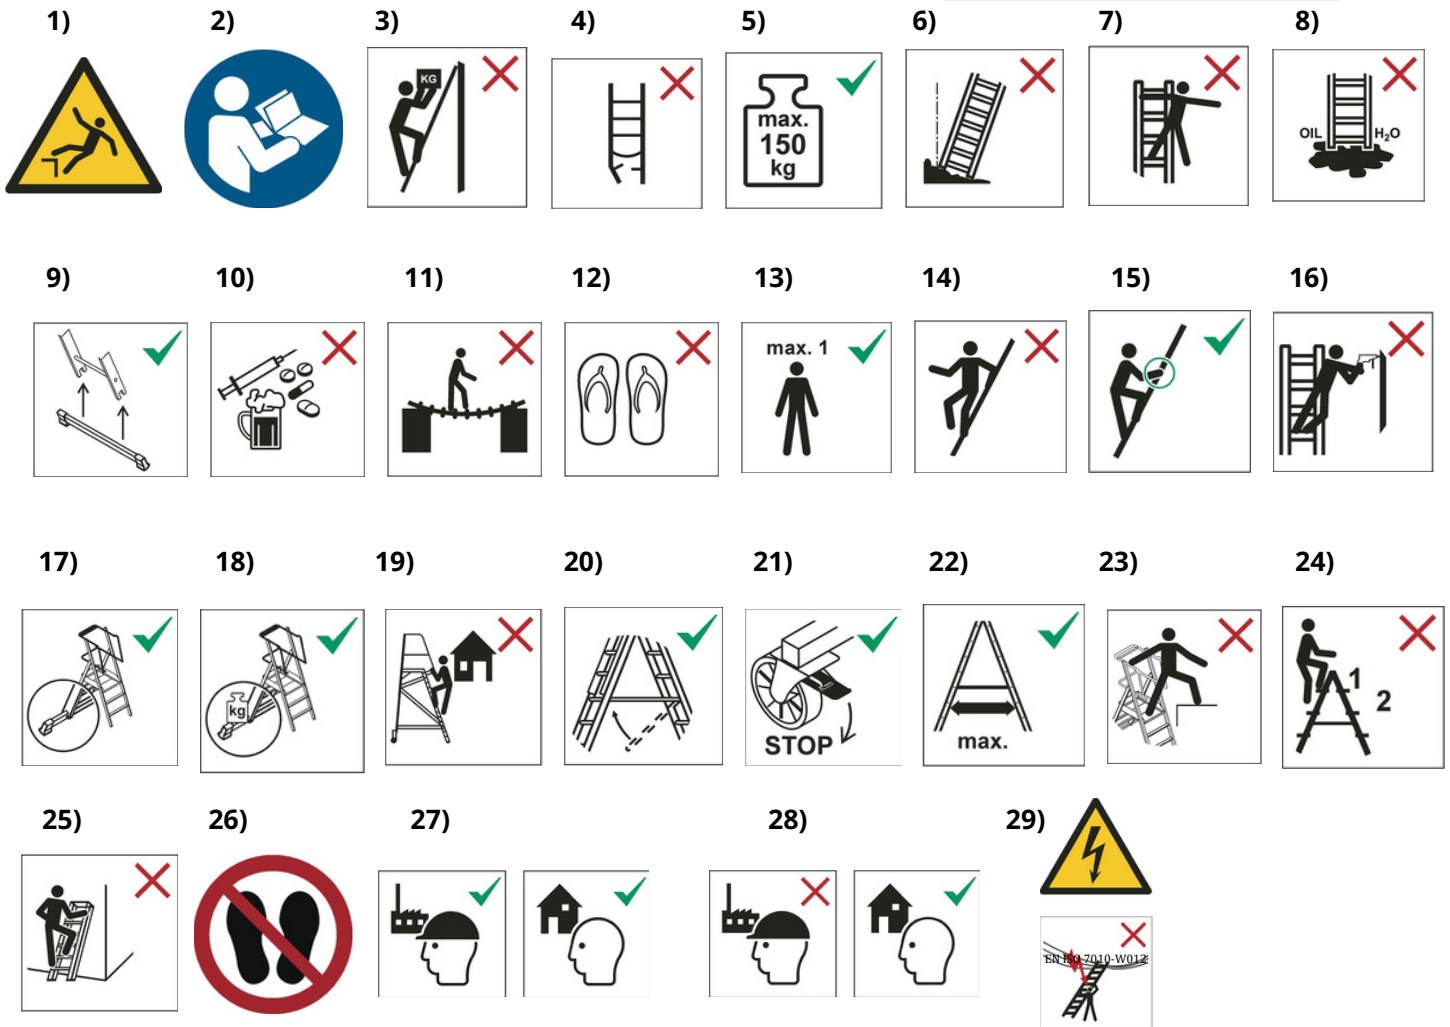 1) 2) 3) 4) 5) 6) 7) 8)
KG
max.
150
kg
OIL H₂O
9) 10) 11) 12) 13) 14) 15) 16)
max. 1
17) 18) 19) 20) 21) 22) 23) 24)
kg
STOP
max.
1
2
25) 26) 27) 28) 29)
EN ISO 7010-W012